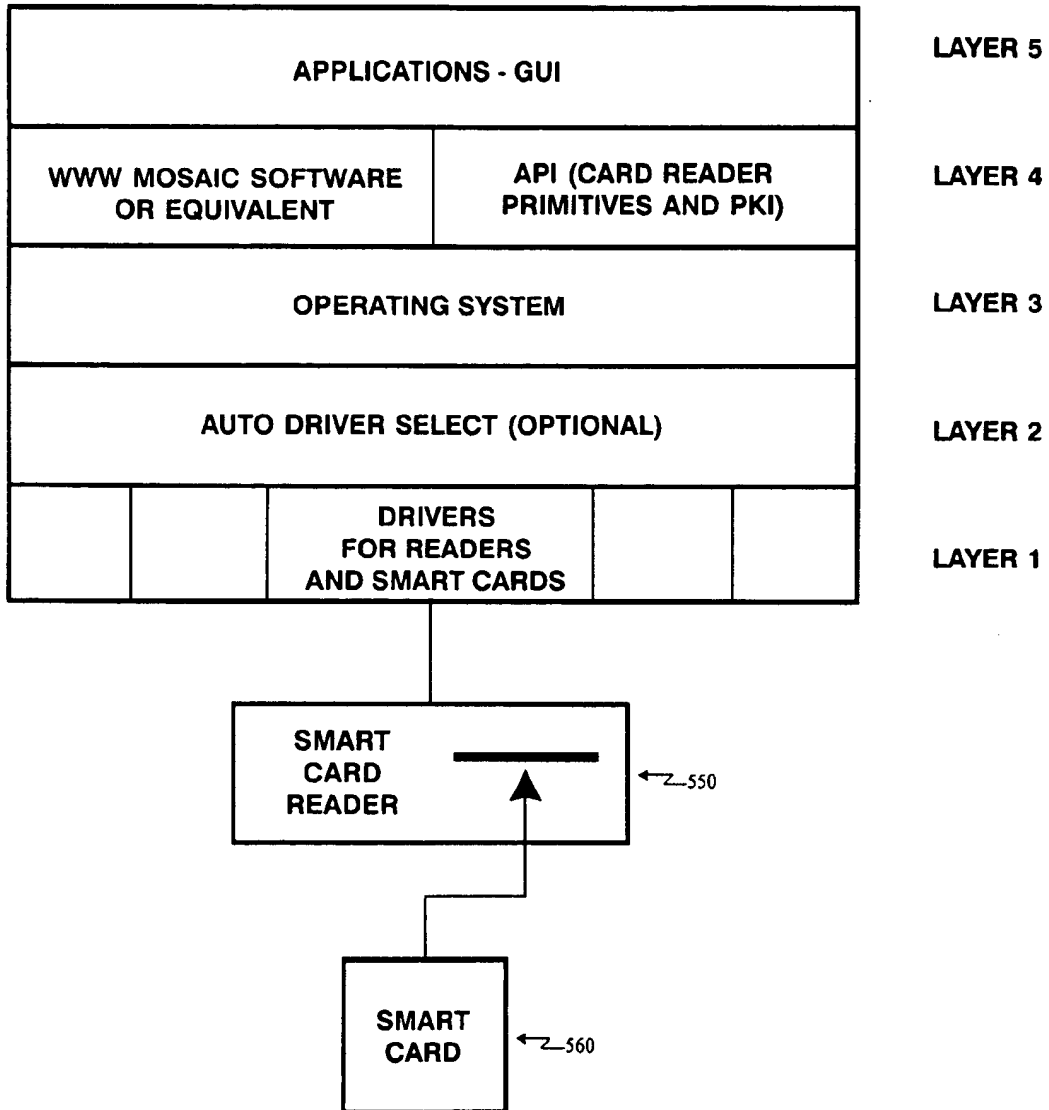 APPLICATIONS - GUI
LAYER 5
WWW MOSAIC SOFTWARE
OR EQUIVALENT
API (CARD READER
PRIMITIVES AND PKI)
LAYER 4
OPERATING SYSTEM
LAYER 3
AUTO DRIVER SELECT (OPTIONAL)
LAYER 2
DRIVERS
FOR READERS
AND SMART CARDS
LAYER 1
SMART
CARD
READER
550
SMART
CARD
560